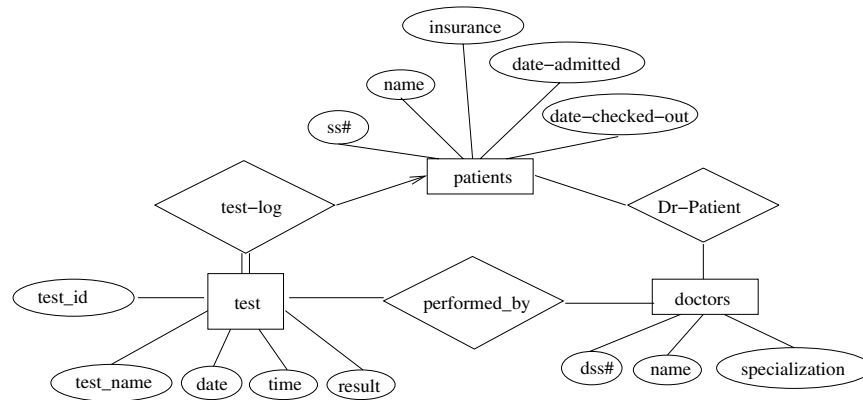 insurance
date-admitted
name
date-checked-out
ss#
patients
test-log
Dr-Patient
test_id
test
performed_by
doctors
test_name
date
time
result
dss#
name
specialization